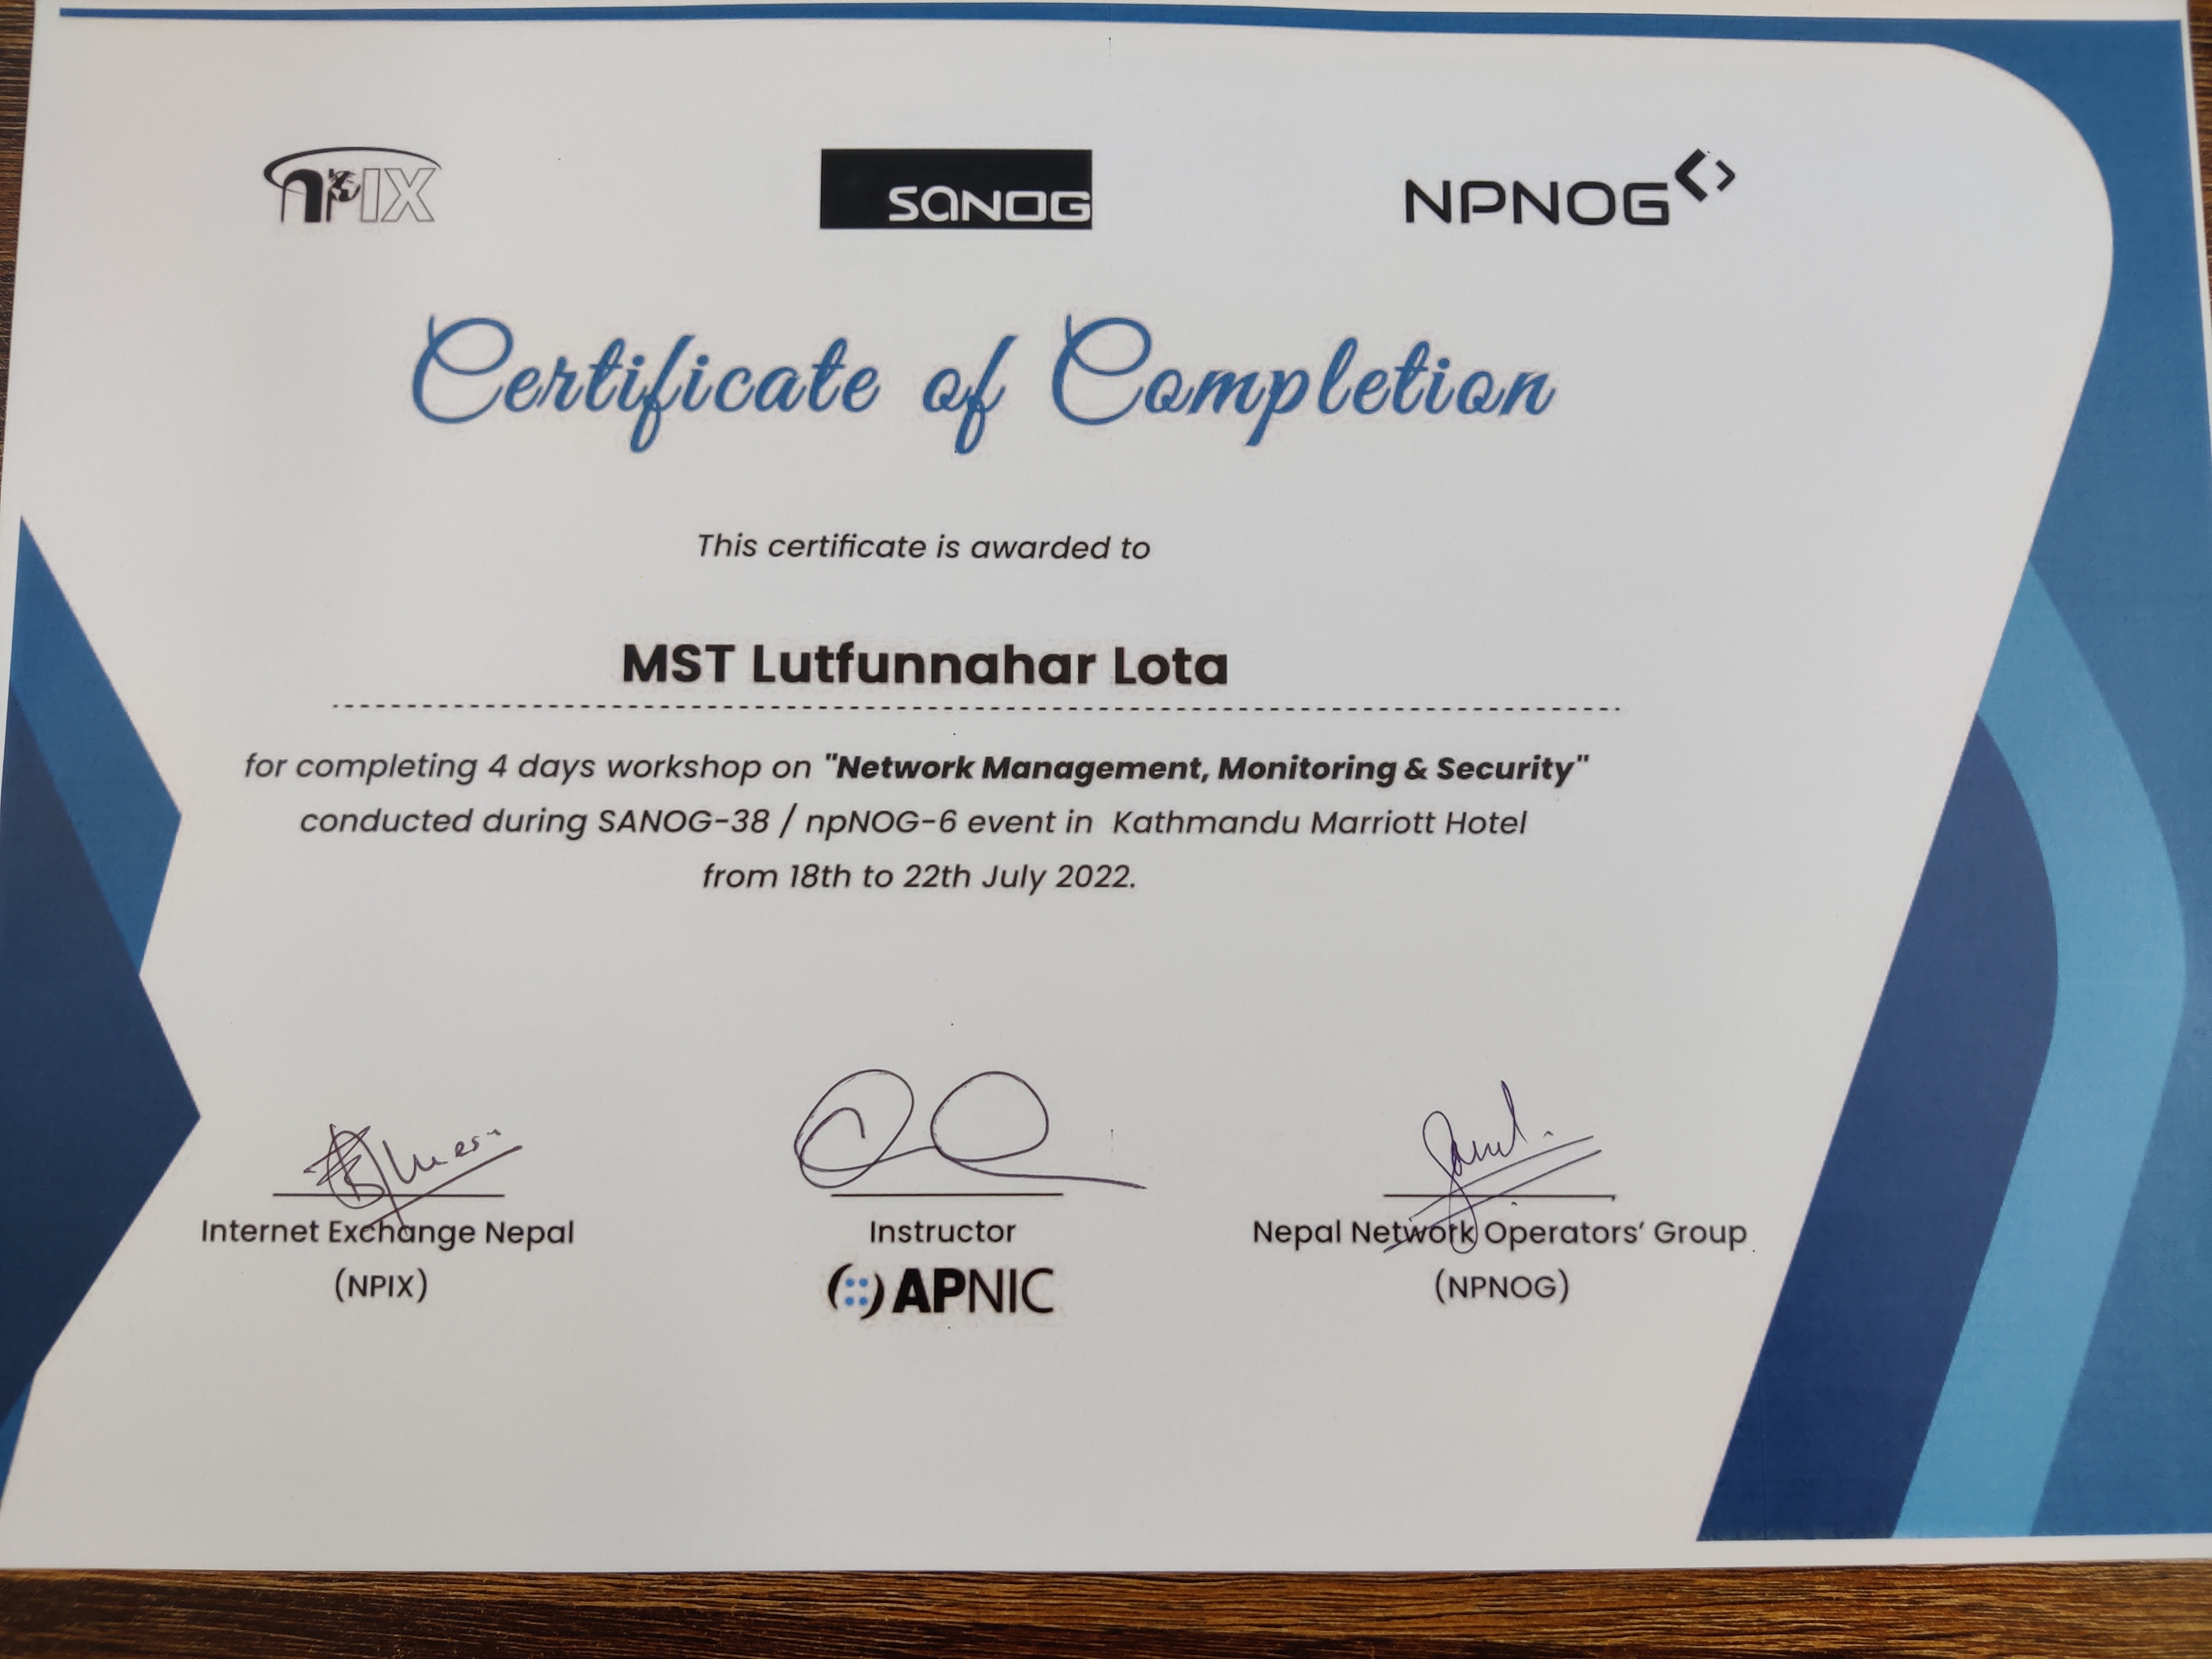 npIX
SANOG
NPNOG
Certificate of Completion
This certificate is awarded to
MST Lutfunnahar Lota
for completing 4 days workshop on "Network Management, Monitoring & Security"
conducted during SANOG-38 / npNOG-6 event in Kathmandu Marriott Hotel
from 18th to 22th July 2022.
Internet Exchange Nepal
(NPIX)
Instructor
APNIC
Nepal Network Operators' Group
(NPNOG)